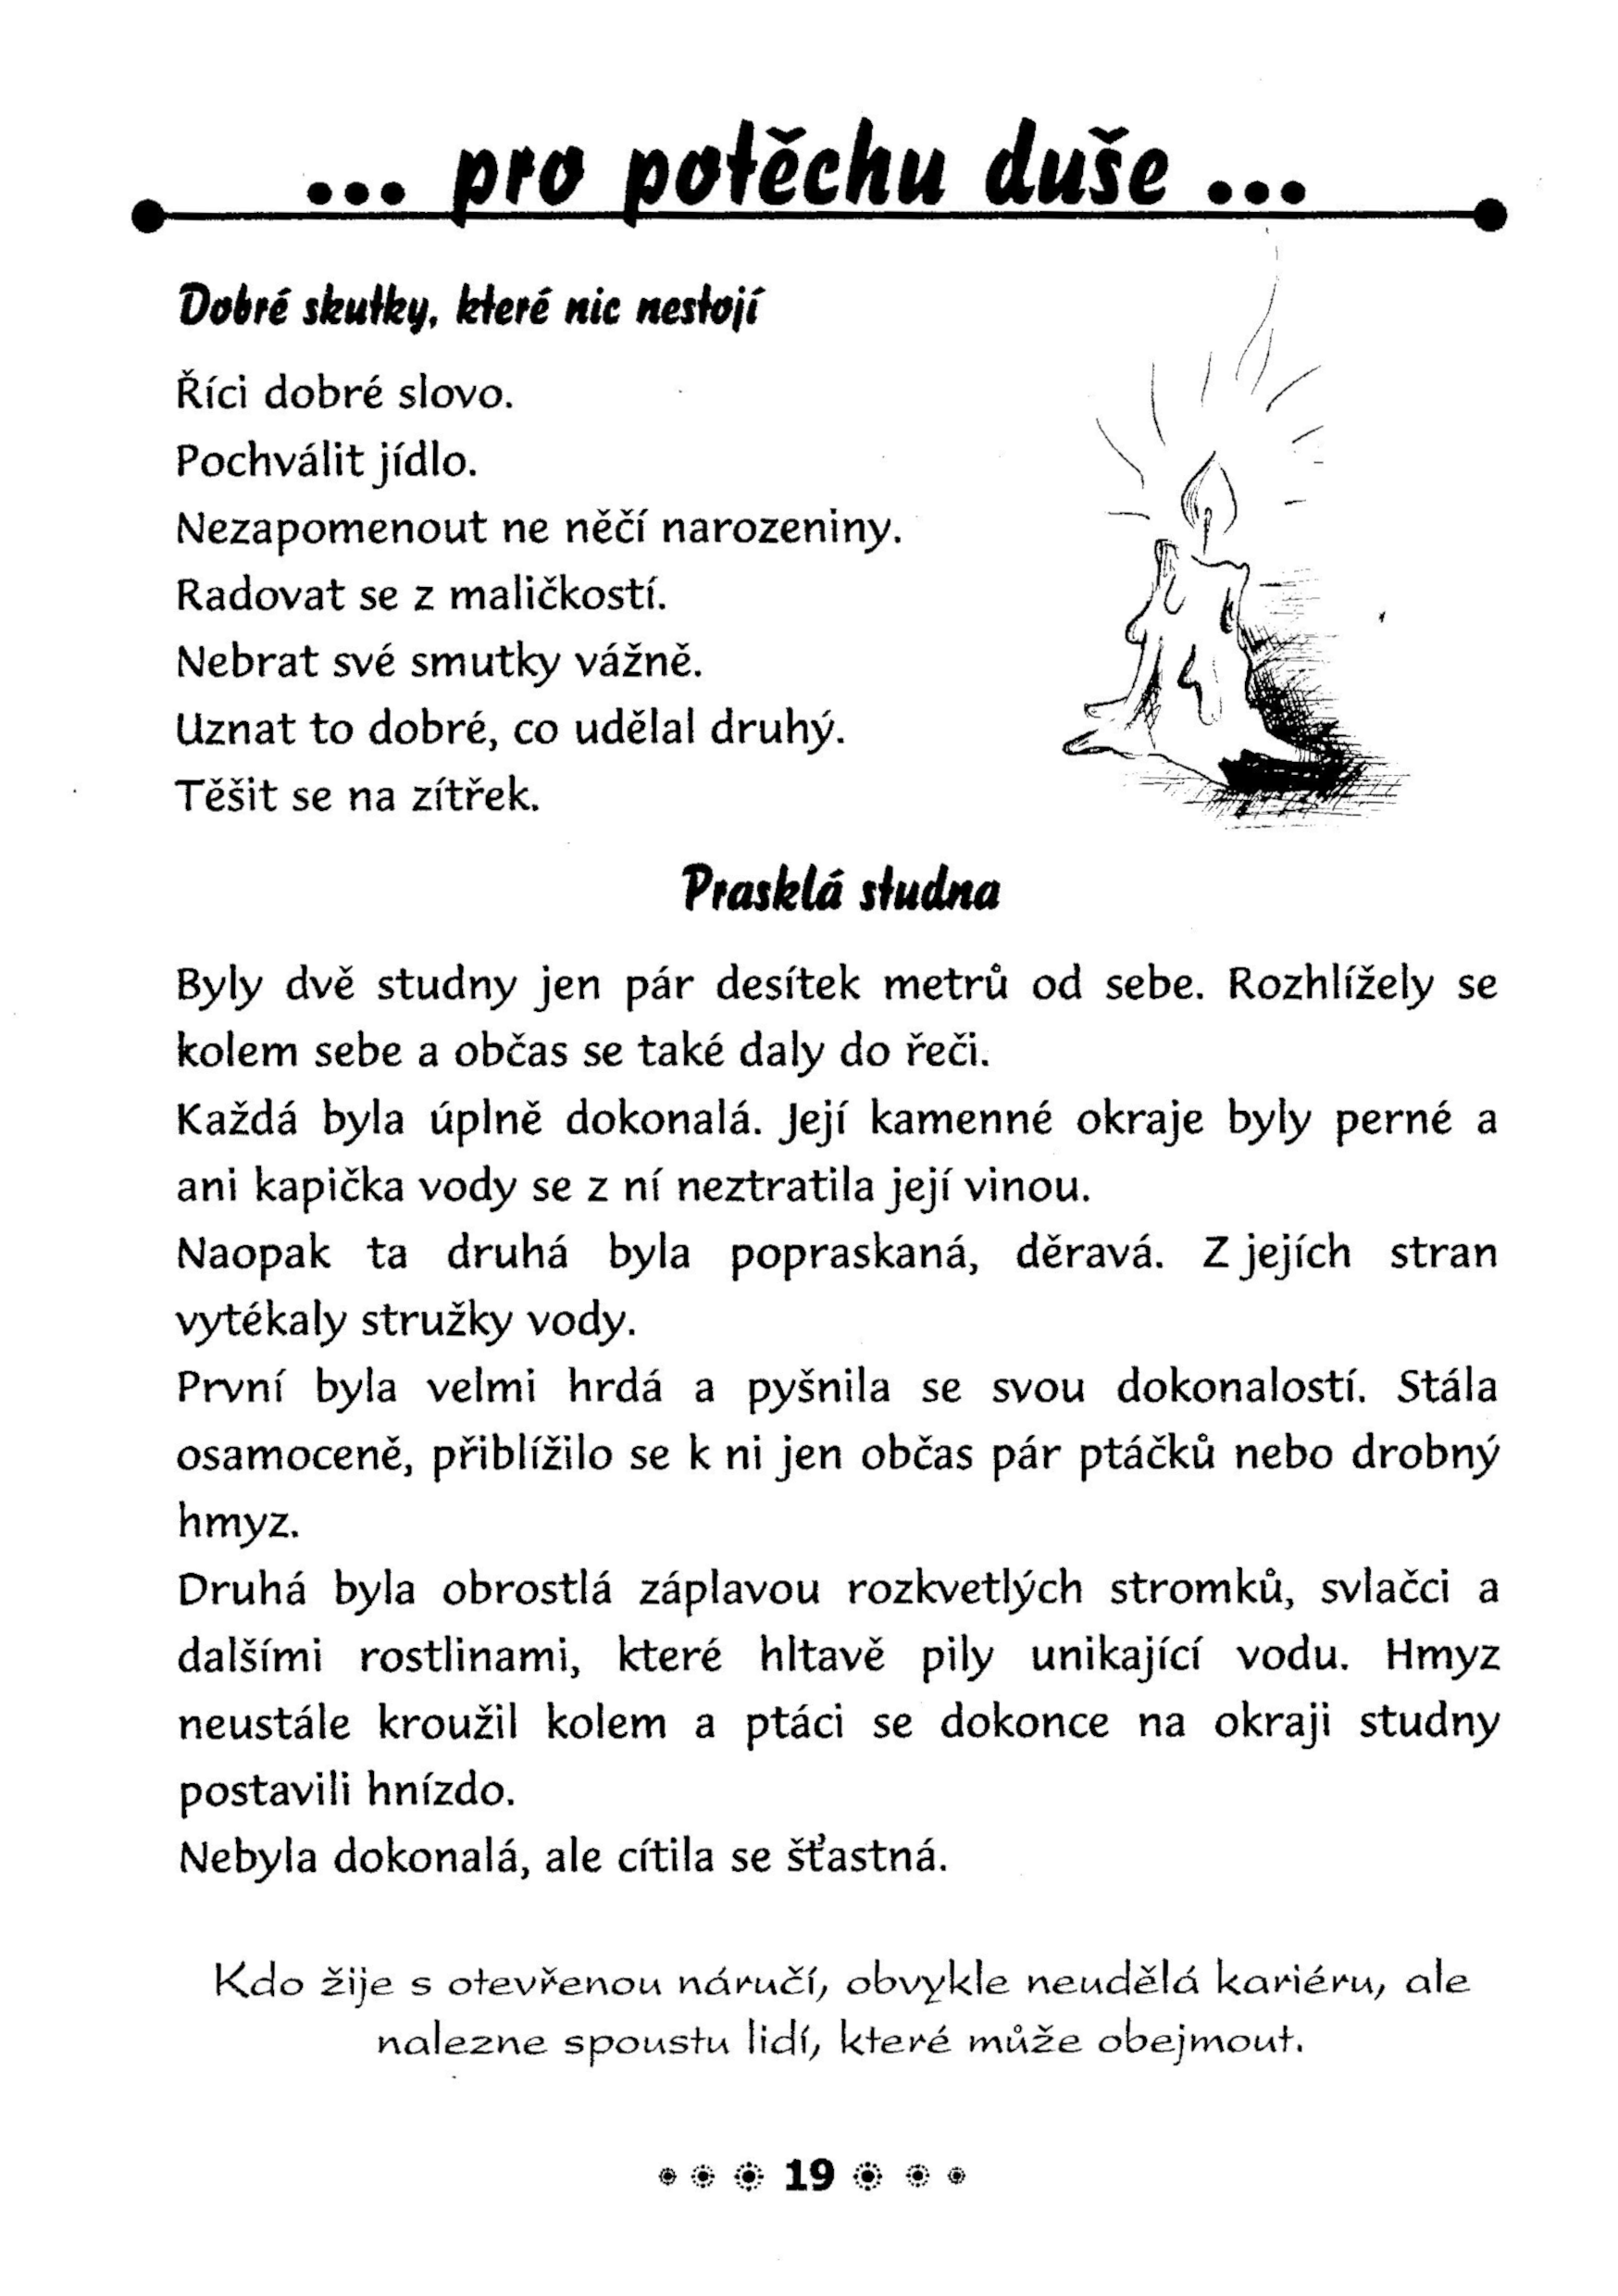 ... pro potěchu duše ...
Dobré skutky, které nic nestojí
Říci dobré slovo.
Pochválit jídlo.
Nezapomenout ne něčí narozeniny.
Radovat se z maličkostí.
Nebrat své smutky vážně.
Uznat to dobré, co udělal druhý.
Těšit se na zítřek.
Prasklá studna
Byly dvě studny jen pár desítek metrů od sebe. Rozhlížely se
kolem sebe a občas se také daly do řeči.
Každá byla úplně dokonalá. Její kamenné okraje byly perné a
ani kapička vody se z ní neztratila její vinou.
Naopak ta druhá byla popraskaná, děravá. Z jejích stran
vytékaly stružky vody.
První byla velmi hrdá a pyšnila se svou dokonalostí. Stála
osamoceně, přiblížilo se k ni jen občas pár ptáčků nebo drobný
hmyz.
Druhá byla obrostlá záplavou rozkvetlých stromků, svlačci a
dalšími rostlinami, které hltavě pily unikající vodu. Hmyz
neustále kroužil kolem a ptáci se dokonce na okraji studny
postavili hnízdo.
Nebyla dokonalá, ale cítila se šťastná.
Kdo žije s otevřenou náručí, obvykle neudělá kariéru, ale
nalezne spoustu lidí, které může obejmout.
19